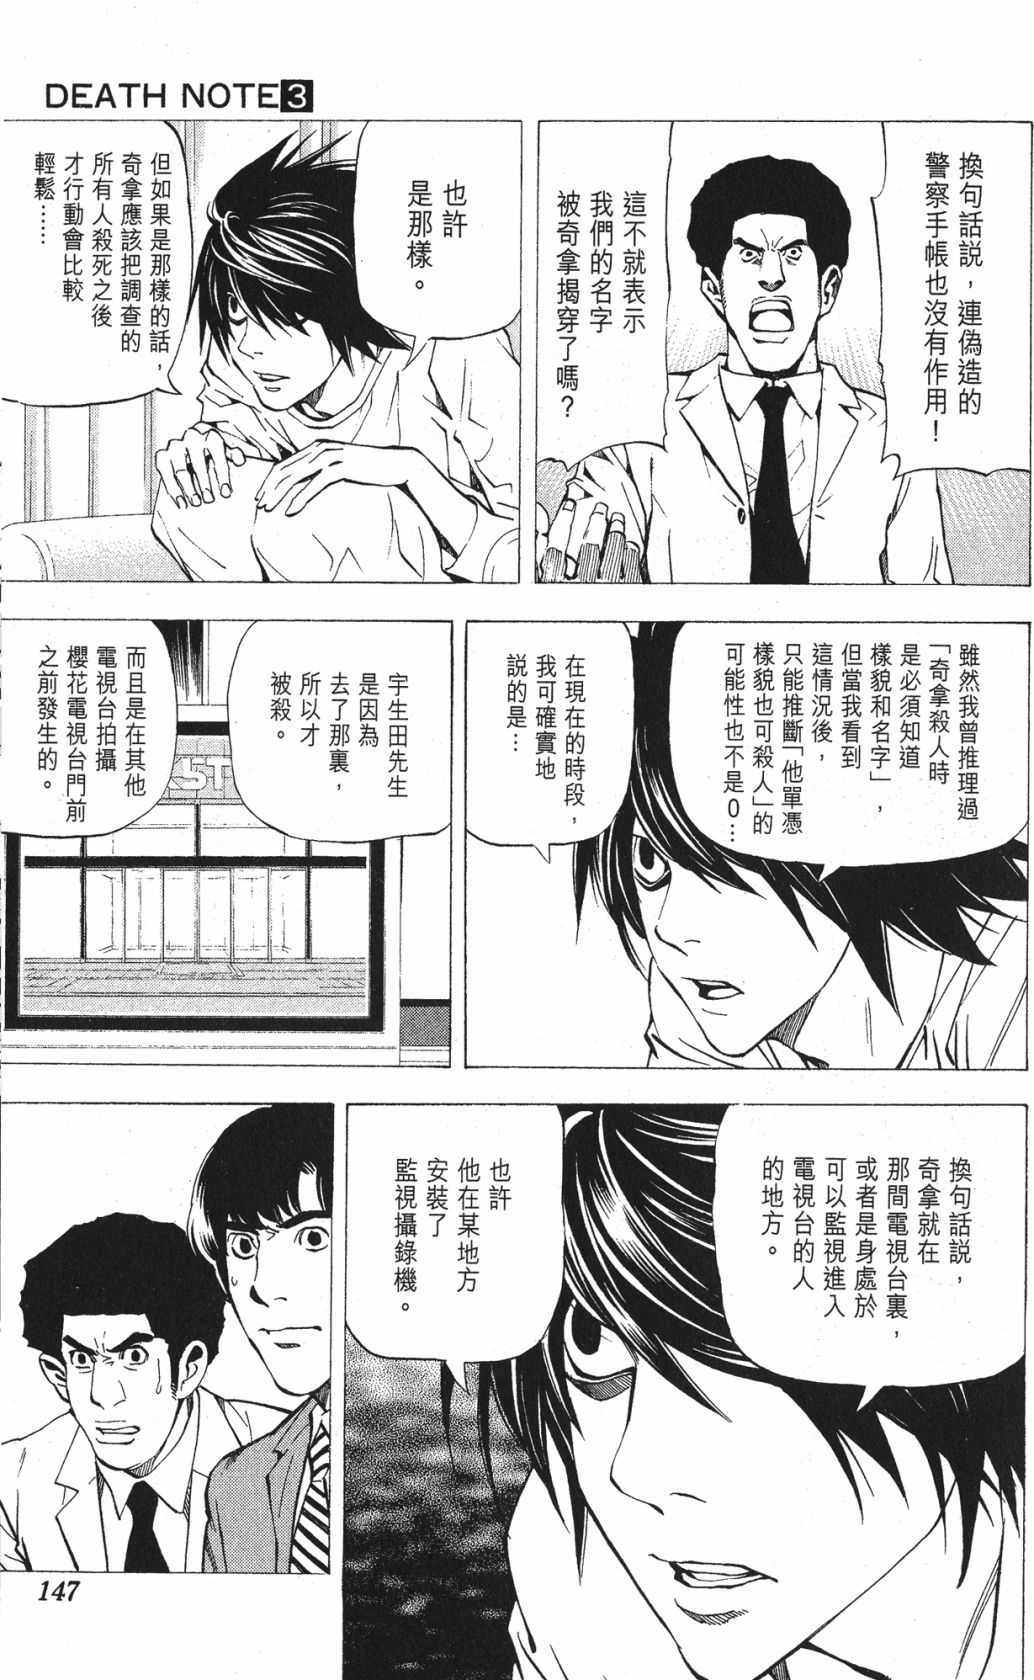 DEATH NOTE3
換句話說，連偽造的
警察手帳也沒有作用！
這不就表示
我們的名字
被奇拿揭穿了嗎？
也許
是那樣。
但如果是那樣的話，
奇拿應該把調查的
所有人殺死之後
才行動會比較
輕鬆……
雖然我曾推理過
「奇拿殺人時
是必須知道
樣貌和名字」，
但當我看到
這情況後，
只能推斷「他單憑
樣貌也可殺人」的
可能性也不是0…
在現在的時段，
我可確實地
說的是…
宇生田先生
是因為
去了那裏，
所以才
被殺。
而且是在其他
電視台拍攝
櫻花電視台門前
之前發生的。
KST
換句話說，
奇拿就在
那間電視台裏，
或者是身處於
可以監視進入
電視台的人
的地方。
也許
他在某地方
安裝了
監視攝錄機。
147